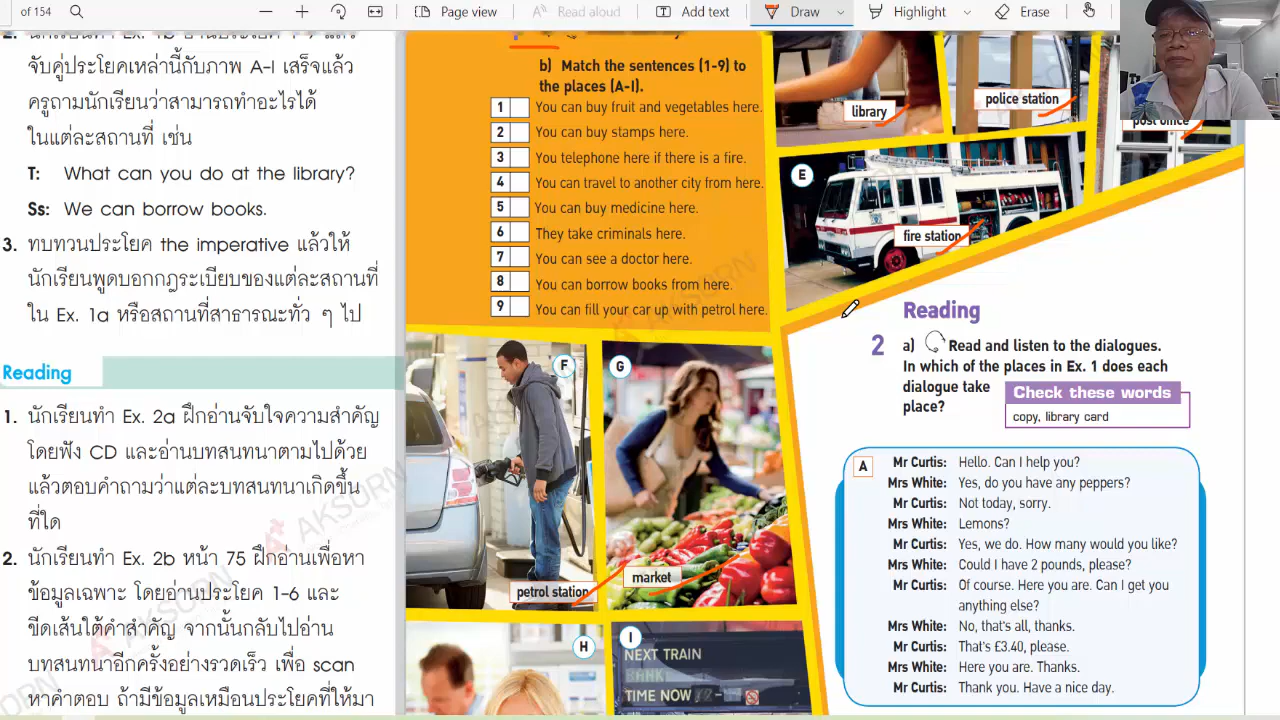 of 154
Page view
Read aloud
Add text
Draw
Highlight
Erase
จับคู่ประโยคเหล่านี้กับภาพ A-I เสร็จแล้ว
ครูถามนักเรียนว่าสามารถทำอะไรได้
ในแต่ละสถานที่ เช่น
T: What can you do at the library?
Ss: We can borrow books.
3. ทบทวนประโยค the imperative แล้วให้
นักเรียนพูดบอกกฎระเบียบของแต่ละสถานที่
ใน Ex. 1a หรือสถานที่สาธารณะทั่ว ๆ ไป
Reading
1. นักเรียนทำ Ex. 2a ฝึกอ่านจับใจความสำคัญ
โดยฟัง CD และอ่านบทสนทนาตามไปด้วย
แล้วตอบคำถามว่าแต่ละบทสนทนาเกิดขึ้น
ที่ใด
2. นักเรียนทำ Ex. 2b หน้า 75 ฝึกอ่านเพื่อหา
ข้อมูลเฉพาะ โดยอ่านประโยค 1-6 และ
ขีดเส้นใต้คำสำคัญ จากนั้นกลับไปอ่าน
บทสนทนาอีกครั้งอย่างรวดเร็ว เพื่อ scan
หาคำตอบ ถ้ามีข้อมูลเหมือนประโยคที่ให้มา
b) Match the sentences (1-9) to
the places (A-I).
1 You can buy fruit and vegetables here.
2 You can buy stamps here.
3 You telephone here if there is a fire.
4 You can travel to another city from here.
5 You can buy medicine here.
6 They take criminals here.
7 You can see a doctor here.
8 You can borrow books from here.
9 You can fill your car up with petrol here.
library
police station
post office
E
fire station
F
petrol station
G
market
H
I
NEXT TRAIN
BANK
TIME NOW
Reading
2 a) Read and listen to the dialogues.
In which of the places in Ex. 1 does each
dialogue take
place?
Check these words
copy, library card
A
Mr Curtis: Hello. Can I help you?
Mrs White: Yes, do you have any peppers?
Mr Curtis: Not today, sorry.
Mrs White: Lemons?
Mr Curtis: Yes, we do. How many would you like?
Mrs White: Could I have 2 pounds, please?
Mr Curtis: Of course. Here you are. Can I get you
anything else?
Mrs White: No, that's all, thanks.
Mr Curtis: That's £3.40, please.
Mrs White: Here you are. Thanks.
Mr Curtis: Thank you. Have a nice day.
AKSORN
AKSORN
AKSORN